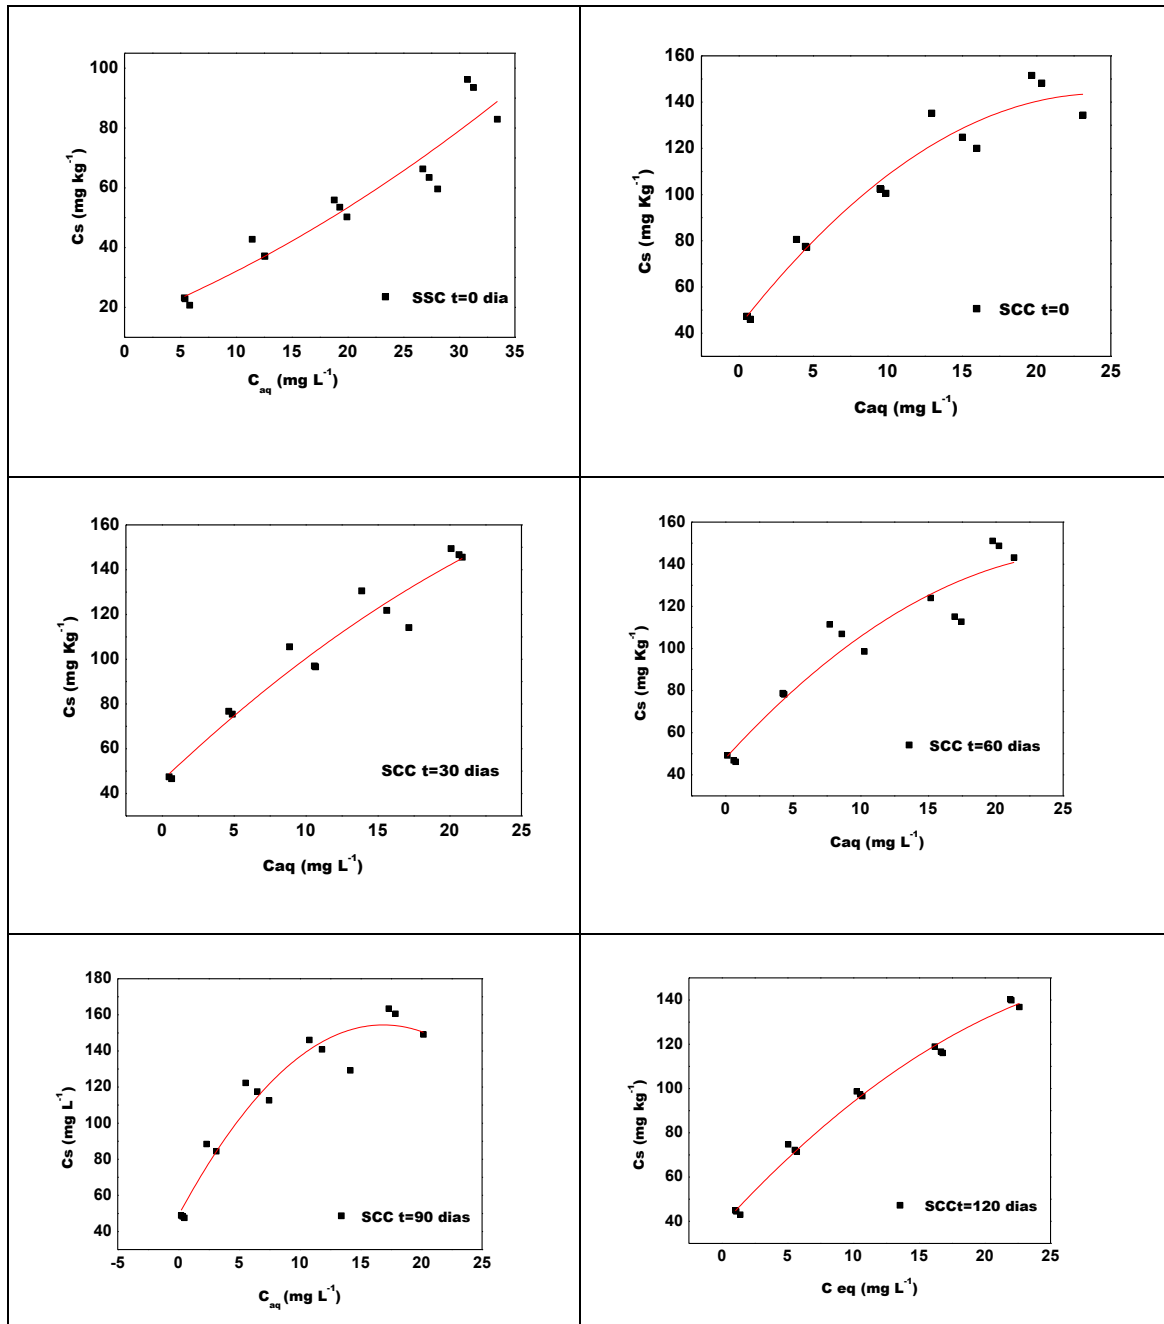 100
80
60
40
20
Cs (mg kg-1)
SSC t=0 dia
0 5 10 15 20 25 30 35
Caq (mg L-1)
160
140
120
100
80
60
40
Cs (mg Kg-1)
SCC t=0
0 5 10 15 20 25
Caq (mg L-1)
160
140
120
100
80
60
40
Cs (mg Kg-1)
SCC t=30 dias
0 5 10 15 20 25
Caq (mg L-1)
160
140
120
100
80
60
40
Cs (mg Kg-1)
SCC t=60 dias
0 5 10 15 20 25
Caq (mg L-1)
180
160
140
120
100
80
60
40
Cs (mg L-1)
SCC t=90 dias
-5 0 5 10 15 20 25
Caq (mg L-1)
140
120
100
80
60
40
Cs (mg kg-1)
SCCt=120 dias
0 5 10 15 20 25
C eq (mg L-1)